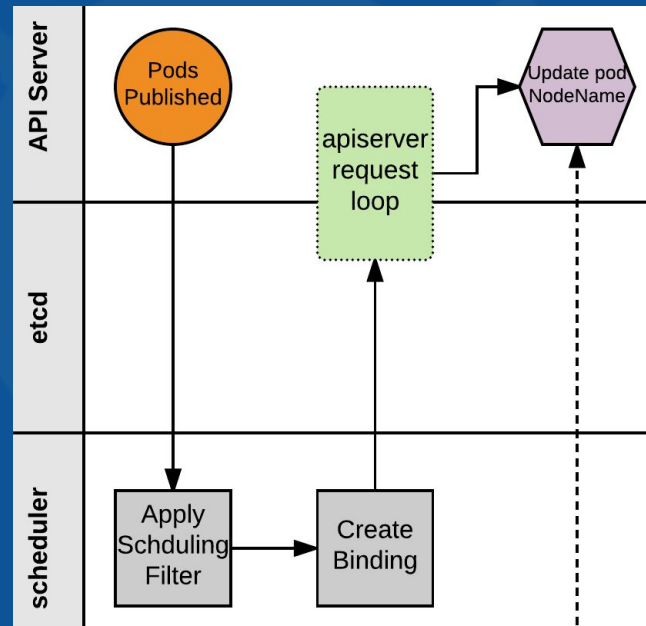 API Server
Pods
Published
apiserver
request
loop
Update pod
NodeName
etcd
scheduler
Apply
Schduling
Filter
Create
Binding